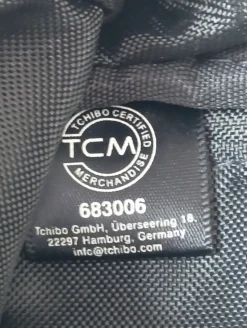 TCHIBO CERTIFIED
TCM
MERCHANDISE
683006
Tchibo GmbH, Überseering 18,
22297 Hamburg, Germany
info@tchibo.com